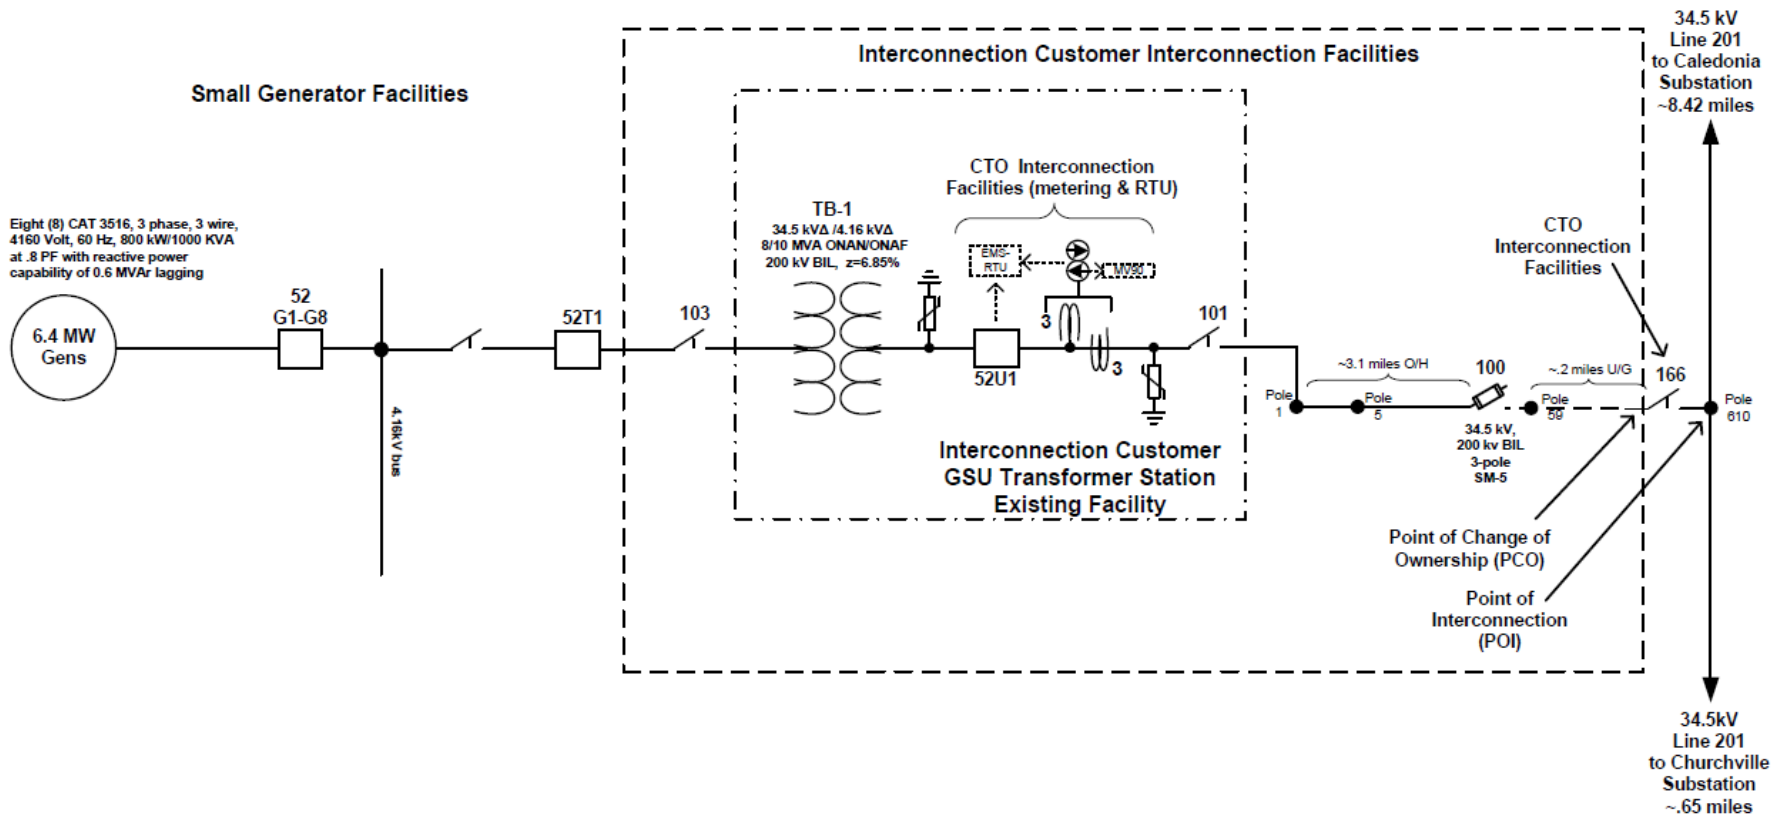 34.5 kV
Line 201
to Caledonia
Substation
~8.42 miles
Interconnection Customer Interconnection Facilities
Small Generator Facilities
CTO Interconnection
Facilities (metering & RTU)
Eight (8) CAT 3516, 3 phase, 3 wire,
4160 Volt, 60 Hz, 800 kW/1000 KVA
at .8 PF with reactive power
capability of 0.6 MVAr lagging
TB-1
34.5 kVΔ /4.16 kVΔ
8/10 MVA ONAN/ONAF
200 kV BIL, z=6.85%
CTO
Interconnection
Facilities
EMS-
RTU
MV90
6.4 MW
Gens
52
G1-G8
52T1
103
3
52U1
3
101
~3.1 miles O/H
100
~.2 miles U/G
166
Pole
1
Pole
5
Pole
59
Pole
610
34.5 kV,
200 kv BIL
3-pole
SM-5
4.16kV bus
Interconnection Customer
GSU Transformer Station
Existing Facility
Point of Change of
Ownership (PCO)
Point of
Interconnection
(POI)
34.5kV
Line 201
to Churchville
Substation
~.65 miles